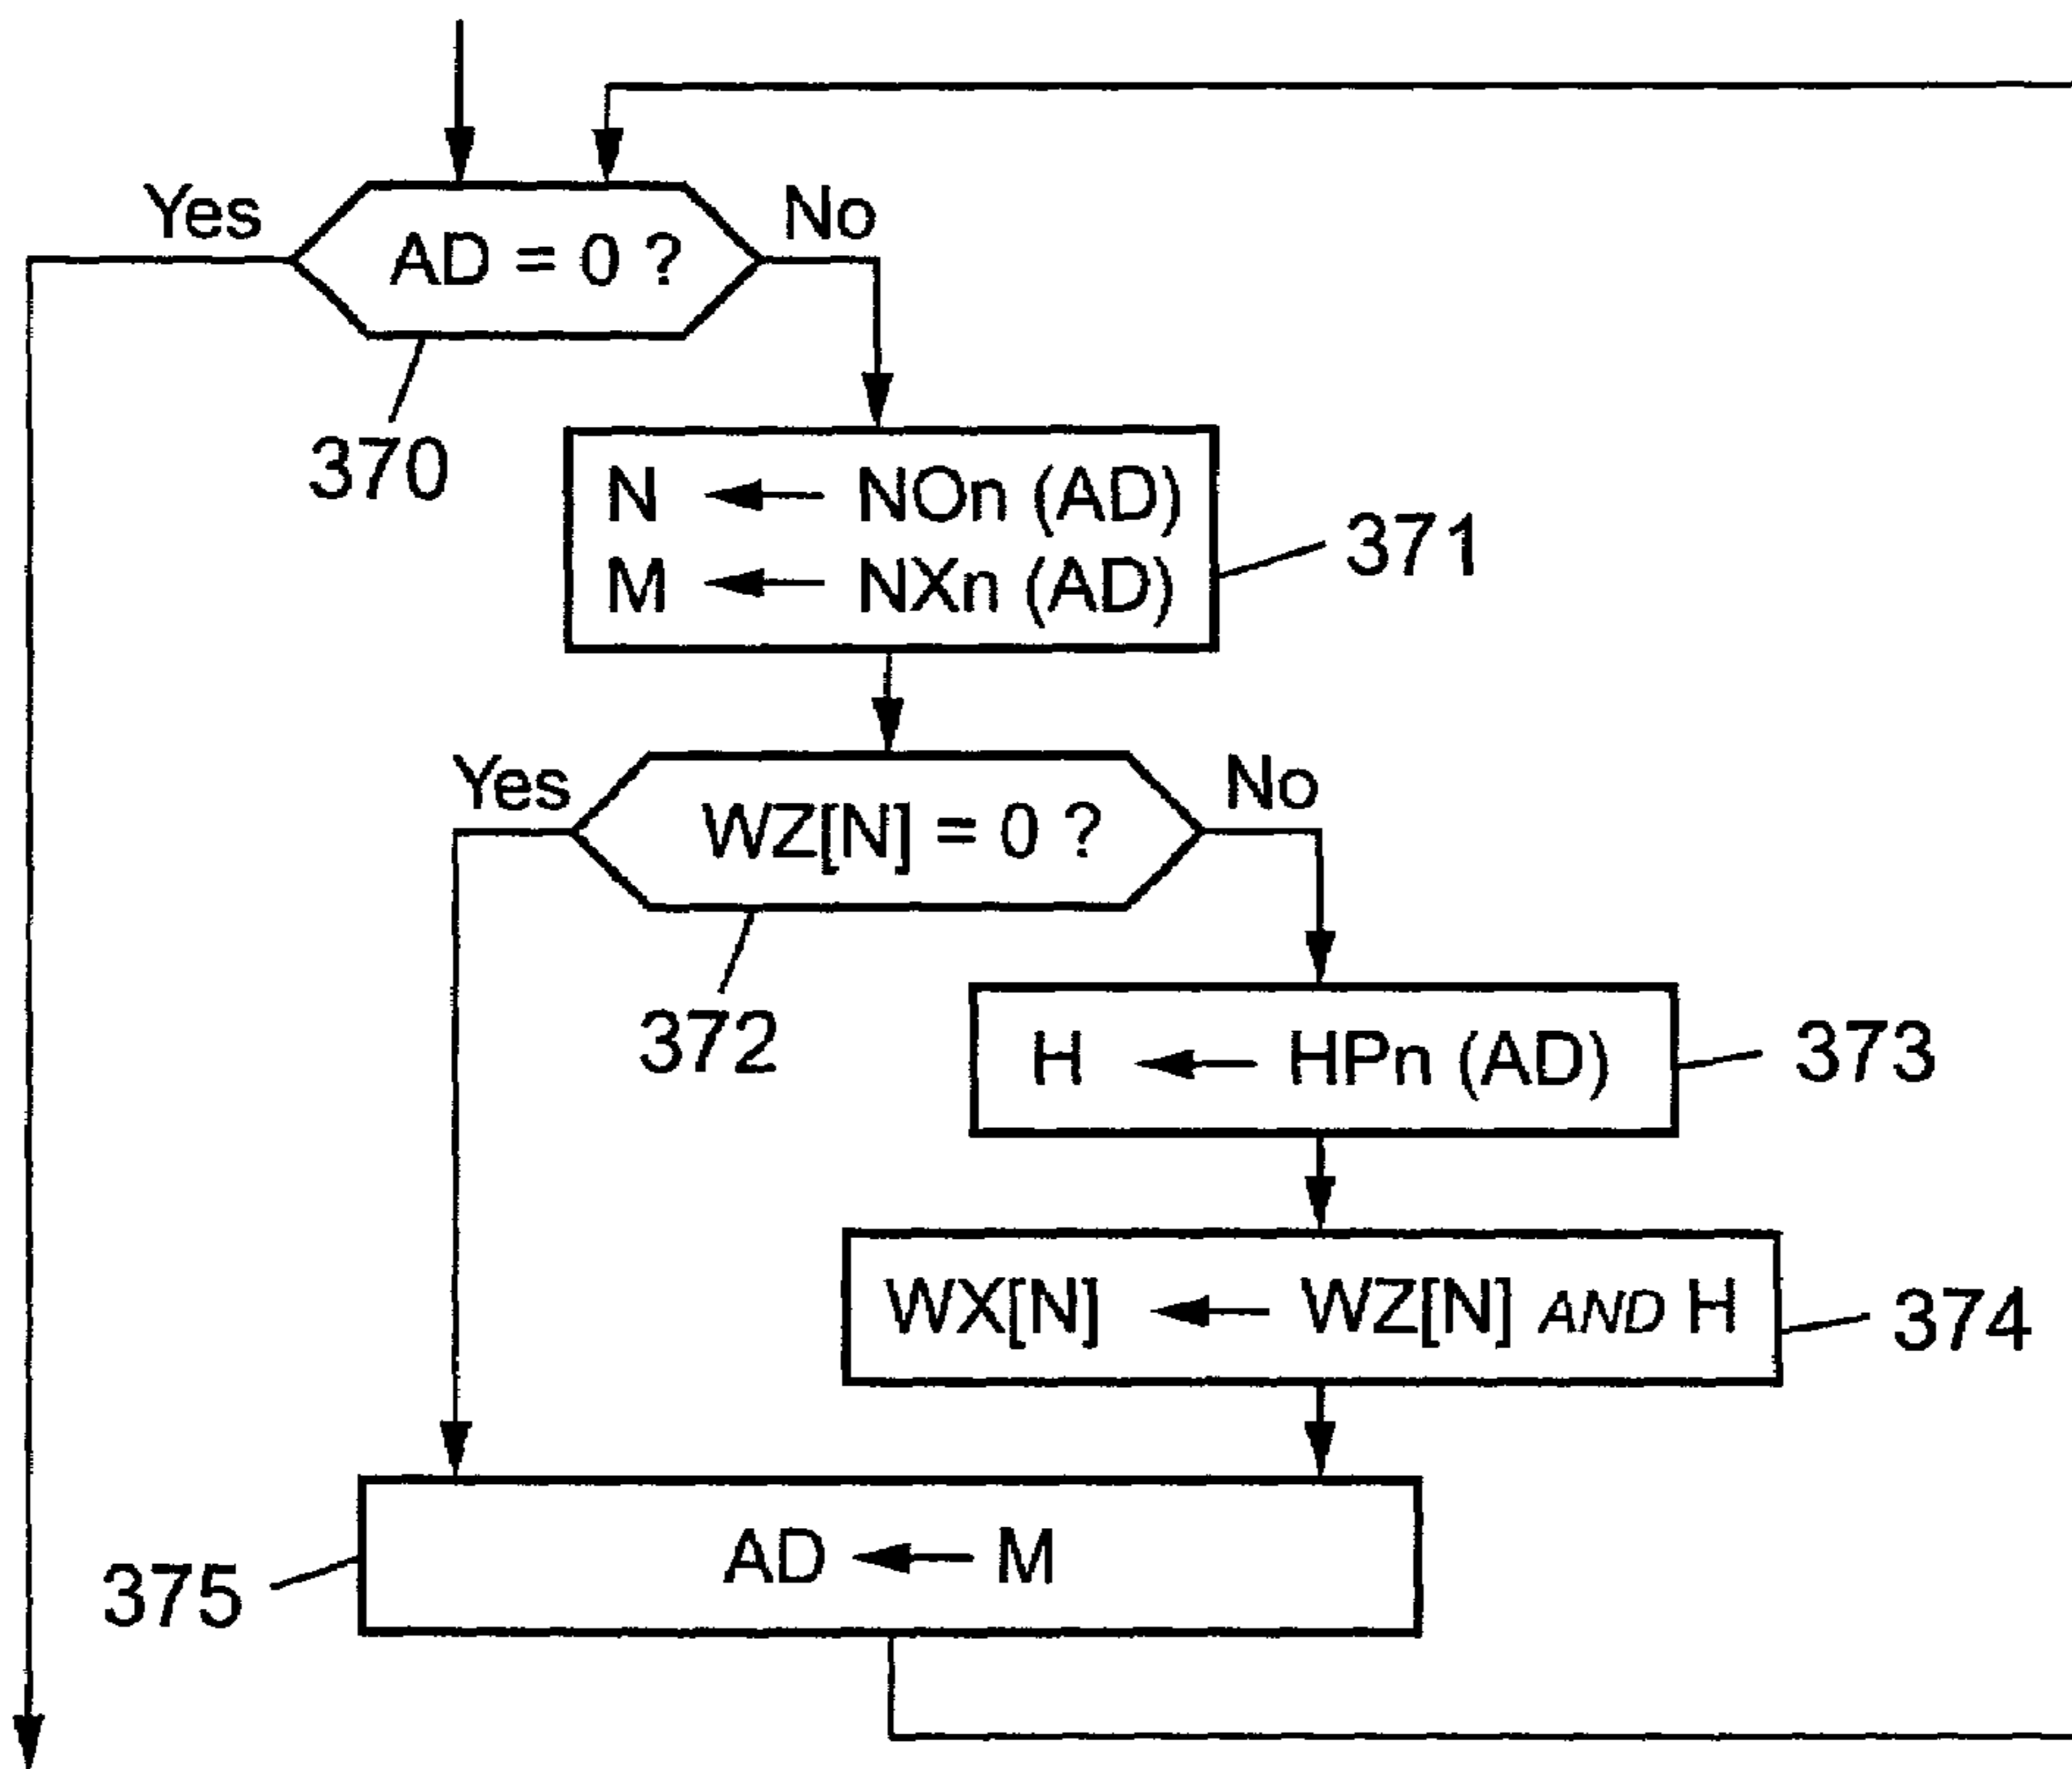 Yes
No
AD = 0 ?
370
N ← NOn (AD)
M ← NXn (AD)
371
Yes
No
WZ[N] = 0 ?
372
H ← HPn (AD)
373
WX[N] ← WZ[N] AND H
374
AD ← M
375